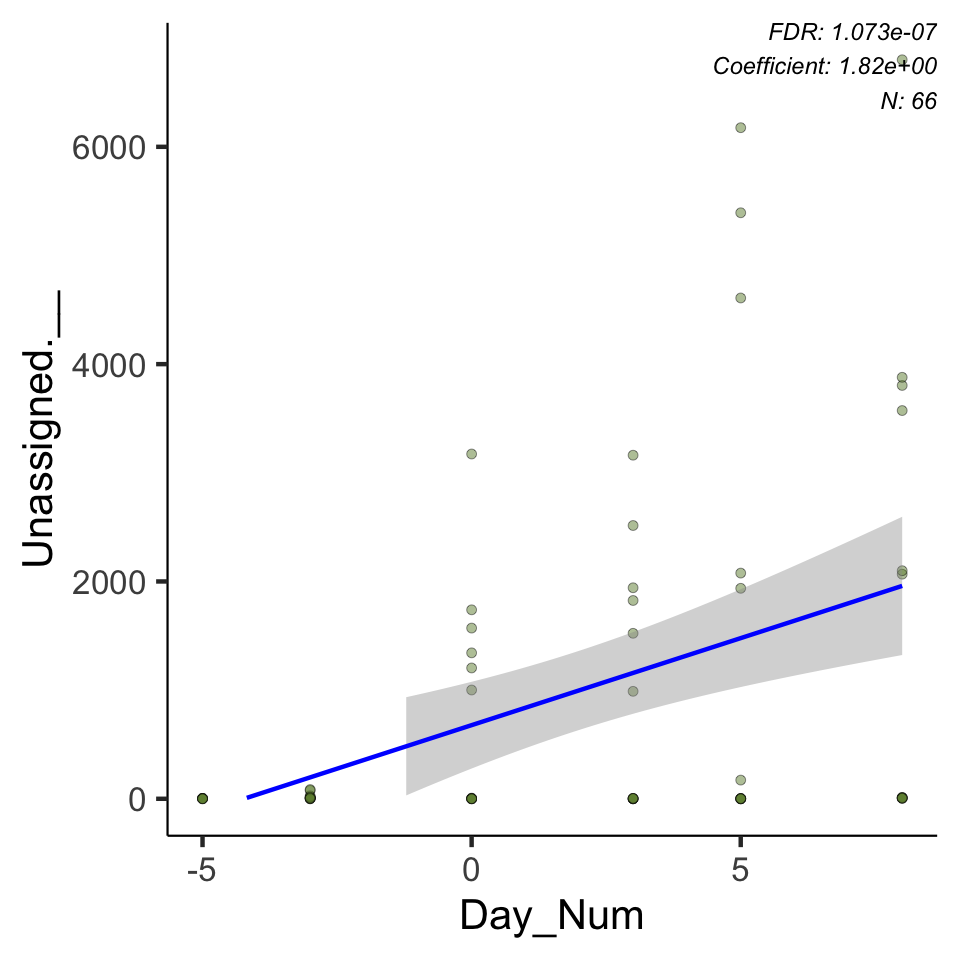 FDR: 1.073e-07
Coefficient: 1.82e+00
N: 66
6000
4000
2000
0
Unassigned.__
-5 0 5
Day_Num